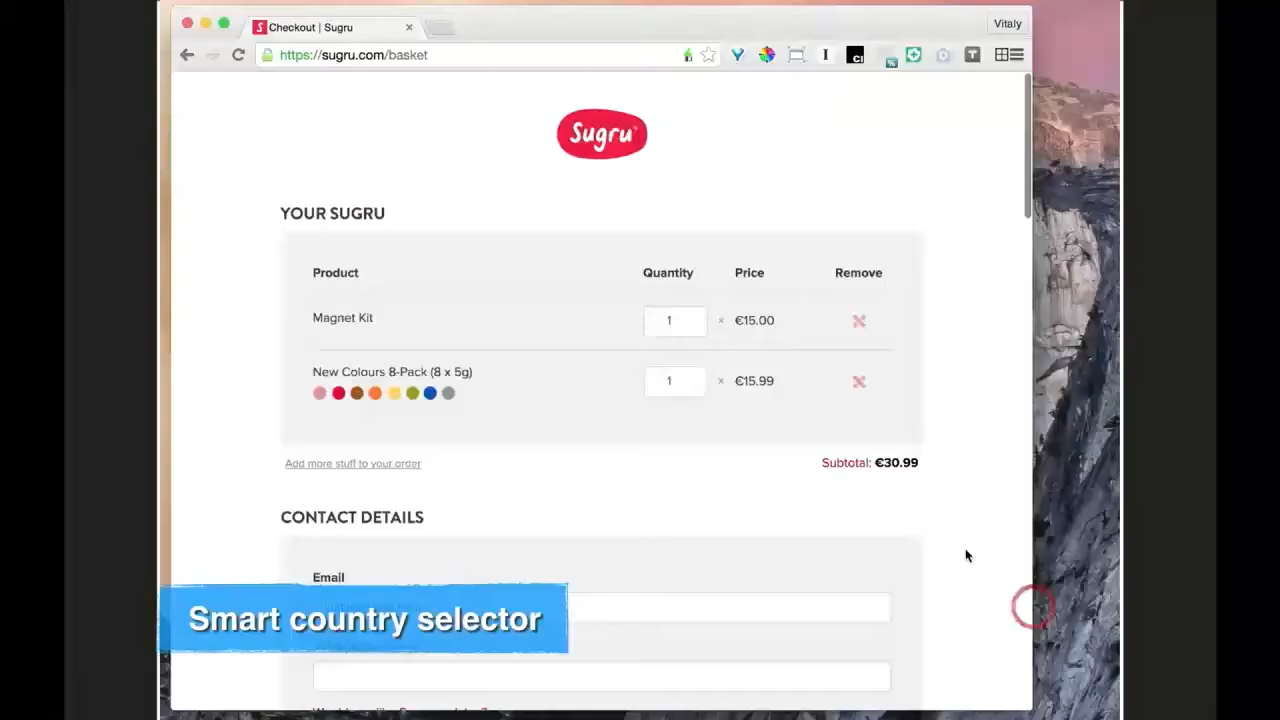 Checkout | Sugru
Vitaly
https://sugru.com/basket
Sugru
YOUR SUGRU
Product Quantity Price Remove
Magnet Kit 1 × €15.00
New Colours 8-Pack (8 x 5g) 1 × €15.99
Add more stuff to your order Subtotal: €30.99
CONTACT DETAILS
Email
Smart country selector